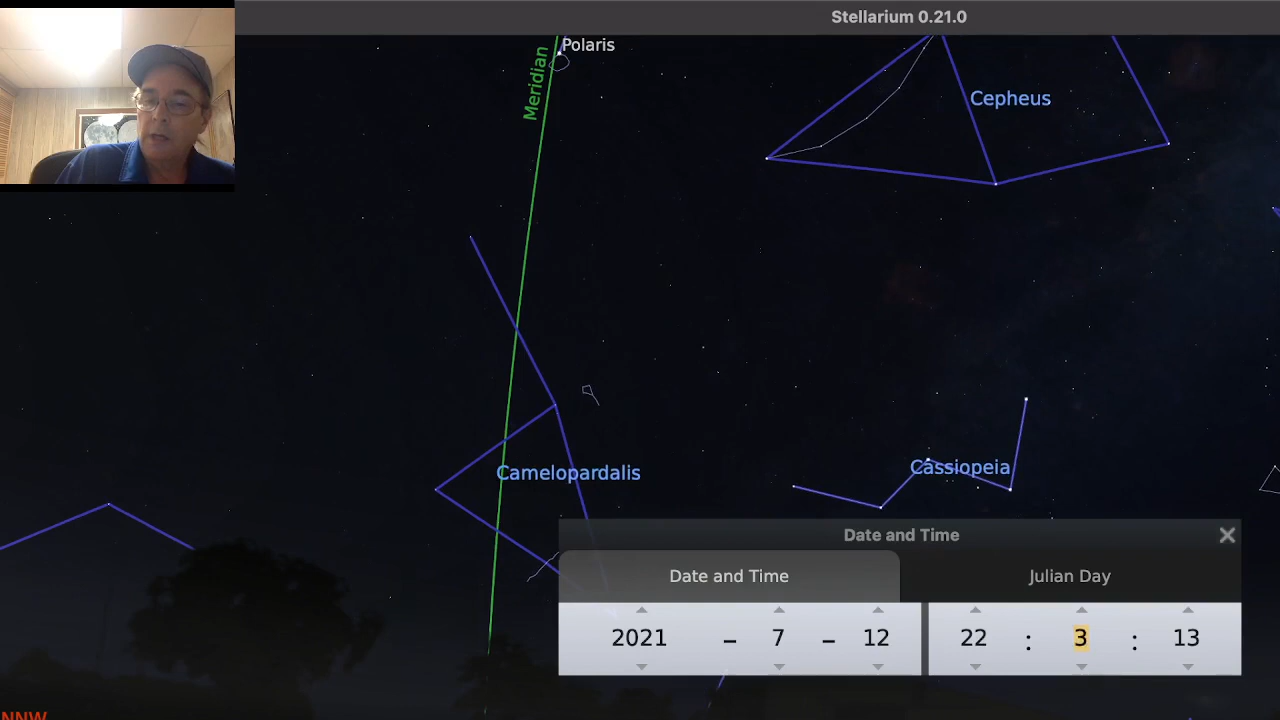 Stellarium 0.21.0
Polaris
Meridian
Cepheus
Cassiopeia
Camelopardalis
Date and Time
Date and Time
Julian Day
2021 - 7 - 12
22 : 3 : 13
NNW